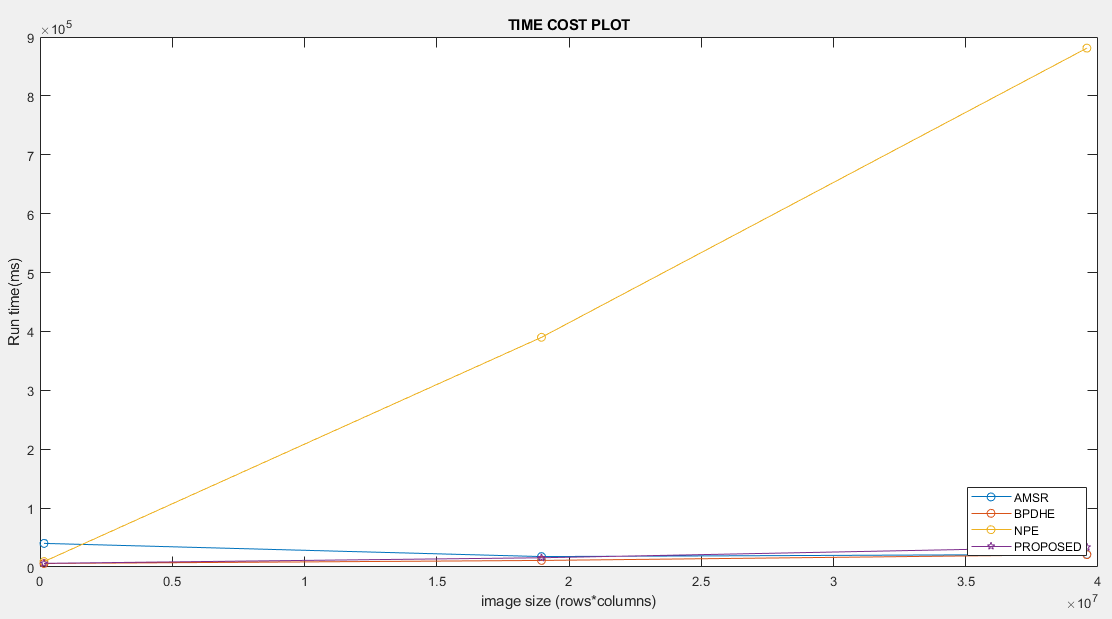 TIME COST PLOT
×10^5
9
8
7
6
5
4
3
2
1
0
Run time(ms)
0 0.5 1 1.5 2 2.5 3 3.5 4
×10^7
image size (rows*columns)
AMSR
BPDHE
NPE
PROPOSED